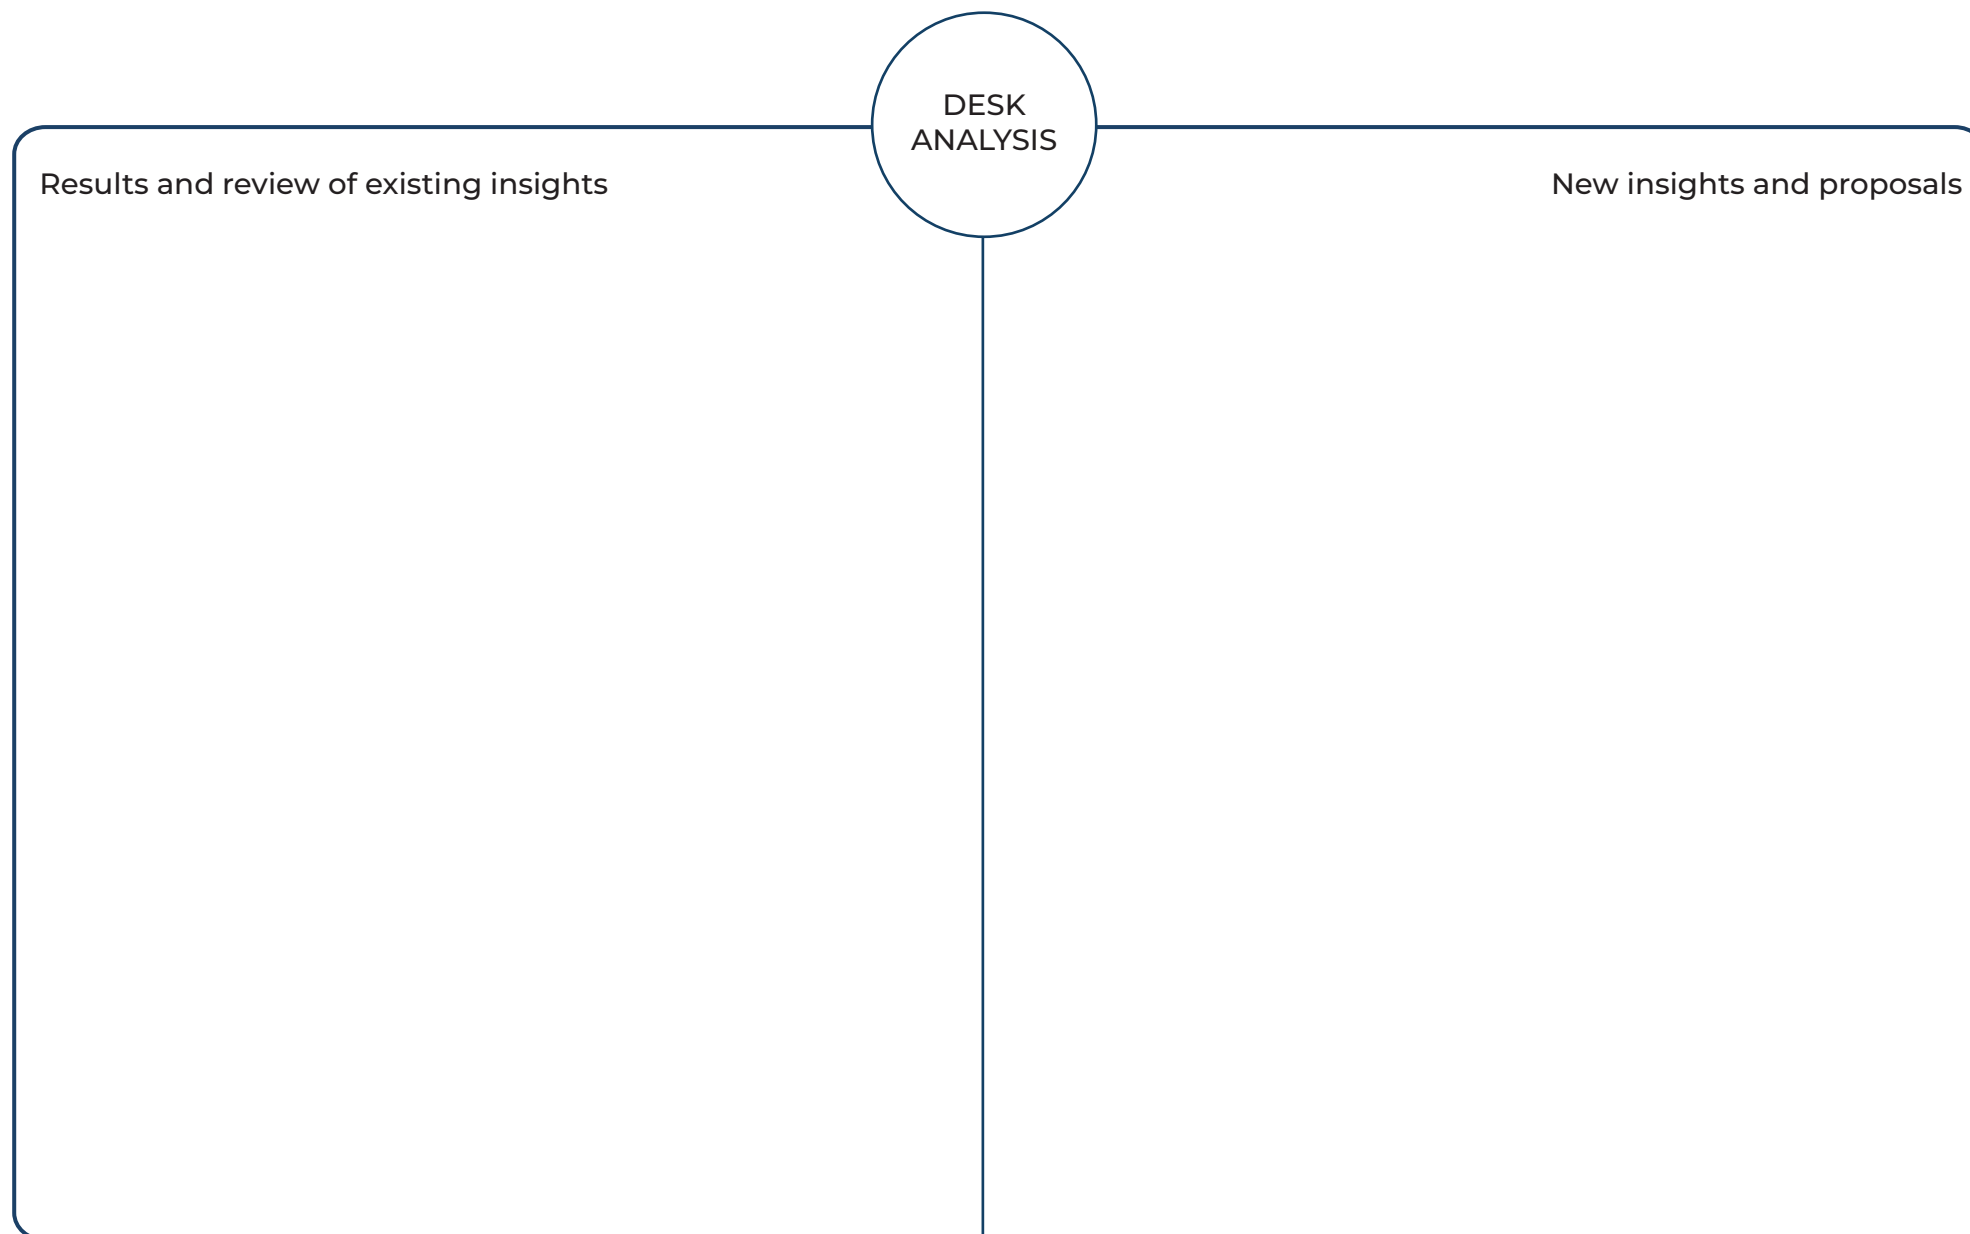 DESK
ANALYSIS
Results and review of existing insights
New insights and proposals